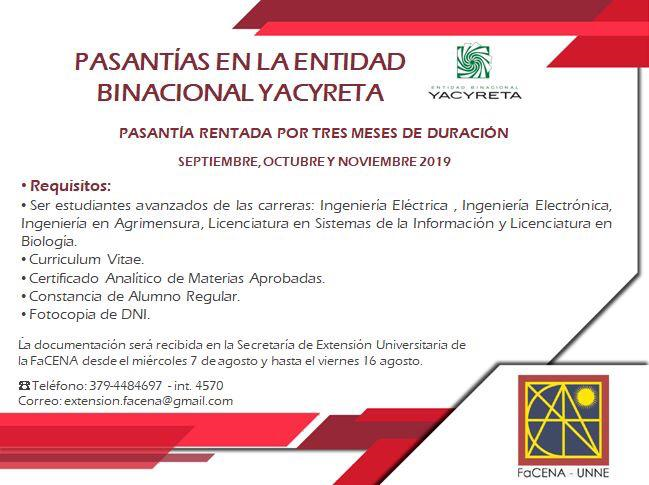 PASANTÍAS EN LA ENTIDAD
BINACIONAL YACYRETA
ENTIDAD BINACIONAL
YACYRETA
PASANTÍA RENTADA POR TRES MESES DE DURACIÓN
SEPTIEMBRE, OCTUBRE Y NOVIEMBRE 2019
• Requisitos:
• Ser estudiantes avanzados de las carreras: Ingeniería Eléctrica , Ingeniería Electrónica,
Ingeniería en Agrimensura, Licenciatura en Sistemas de la Información y Licenciatura en
Biología.
• Curriculum Vitae.
• Certificado Analítico de Materias Aprobadas.
• Constancia de Alumno Regular.
• Fotocopia de DNI.
La documentación será recibida en la Secretaría de Extensión Universitaria de
la FaCENA desde el miércoles 7 de agosto y hasta el viernes 16 agosto.
☎ Teléfono: 379-4484697 - int. 4570
Correo: extension.facena@gmail.com
FaCENA - UNNE